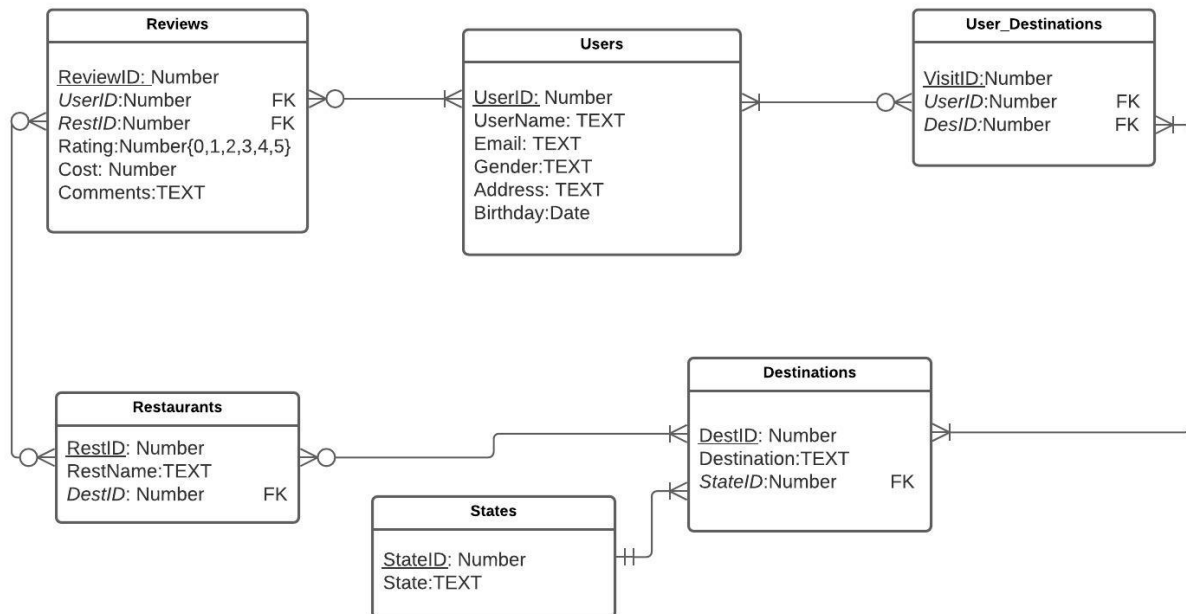 Reviews
ReviewID: Number
UserID:Number FK
RestID:Number FK
Rating:Number{0,1,2,3,4,5}
Cost: Number
Comments:TEXT
Users
UserID: Number
UserName: TEXT
Email: TEXT
Gender:TEXT
Address: TEXT
Birthday:Date
User_Destinations
VisitID:Number
UserID:Number FK
DesID:Number FK
Restaurants
RestID: Number
RestName:TEXT
DestID: Number FK
States
StateID: Number
State:TEXT
Destinations
DestID: Number
Destination:TEXT
StateID:Number FK